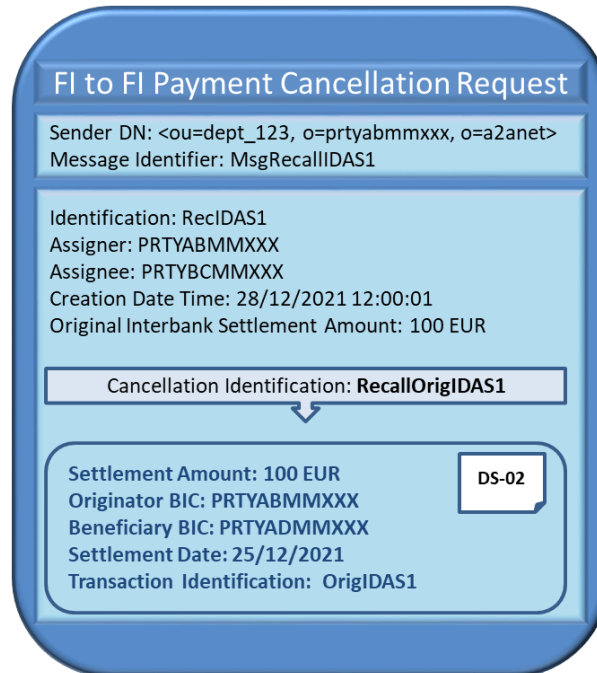 FI to FI Payment Cancellation Request
Sender DN: <ou=dept_123, o=prtyabmmxxx, o=a2anet>
Message Identifier: MsgRecallIDAS1
Identification: RecIDAS1
Assigner: PRTYABMMXXX
Assignee: PRTYBCMMXXX
Creation Date Time: 28/12/2021 12:00:01
Original Interbank Settlement Amount: 100 EUR
Cancellation Identification: RecallOrigIDAS1
Settlement Amount: 100 EUR
DS-02
Originator BIC: PRTYABMMXXX
Beneficiary BIC: PRTYADMMXXX
Settlement Date: 25/12/2021
Transaction Identification: OrigIDAS1